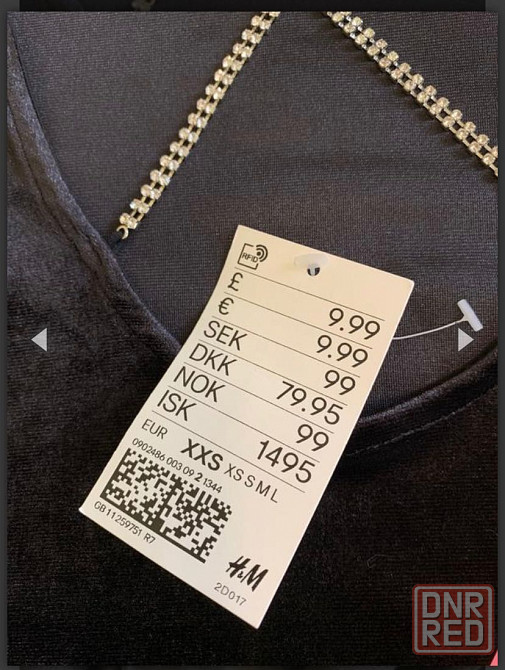 RFID
£ 9.99
€ 9.99
SEK 99
DKK 79.95
NOK 99
ISK 1495
EUR XXS XS S M L
0902486 003 09 2 1344
GB11259751 R7
H&M
2D017
DNR
RED